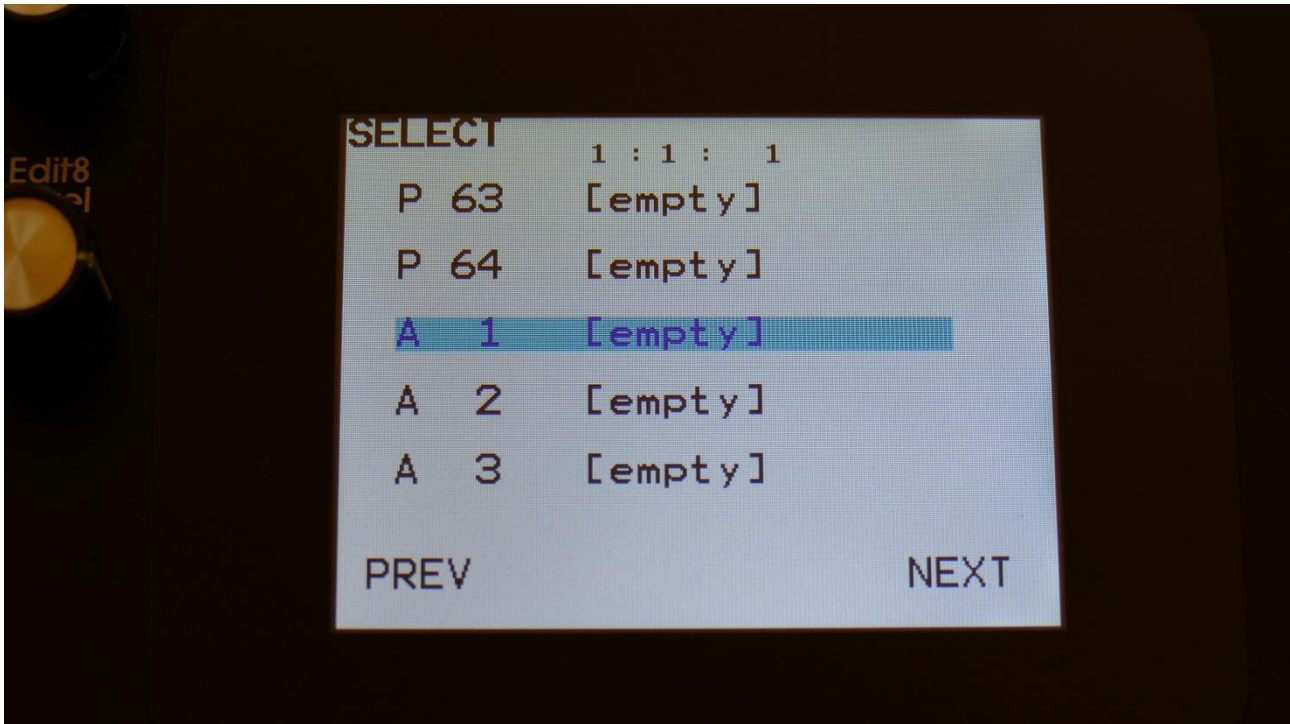 SELECT
1 : 1 : 1
Edit8
P 63 [empty]
P 64 [empty]
A 1 [empty]
A 2 [empty]
A 3 [empty]
PREV NEXT